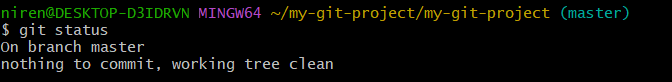 niren@DESKTOP-D3IDRVN MINGW64 ~/my-git-project/my-git-project (master)
$ git status
On branch master
nothing to commit, working tree clean